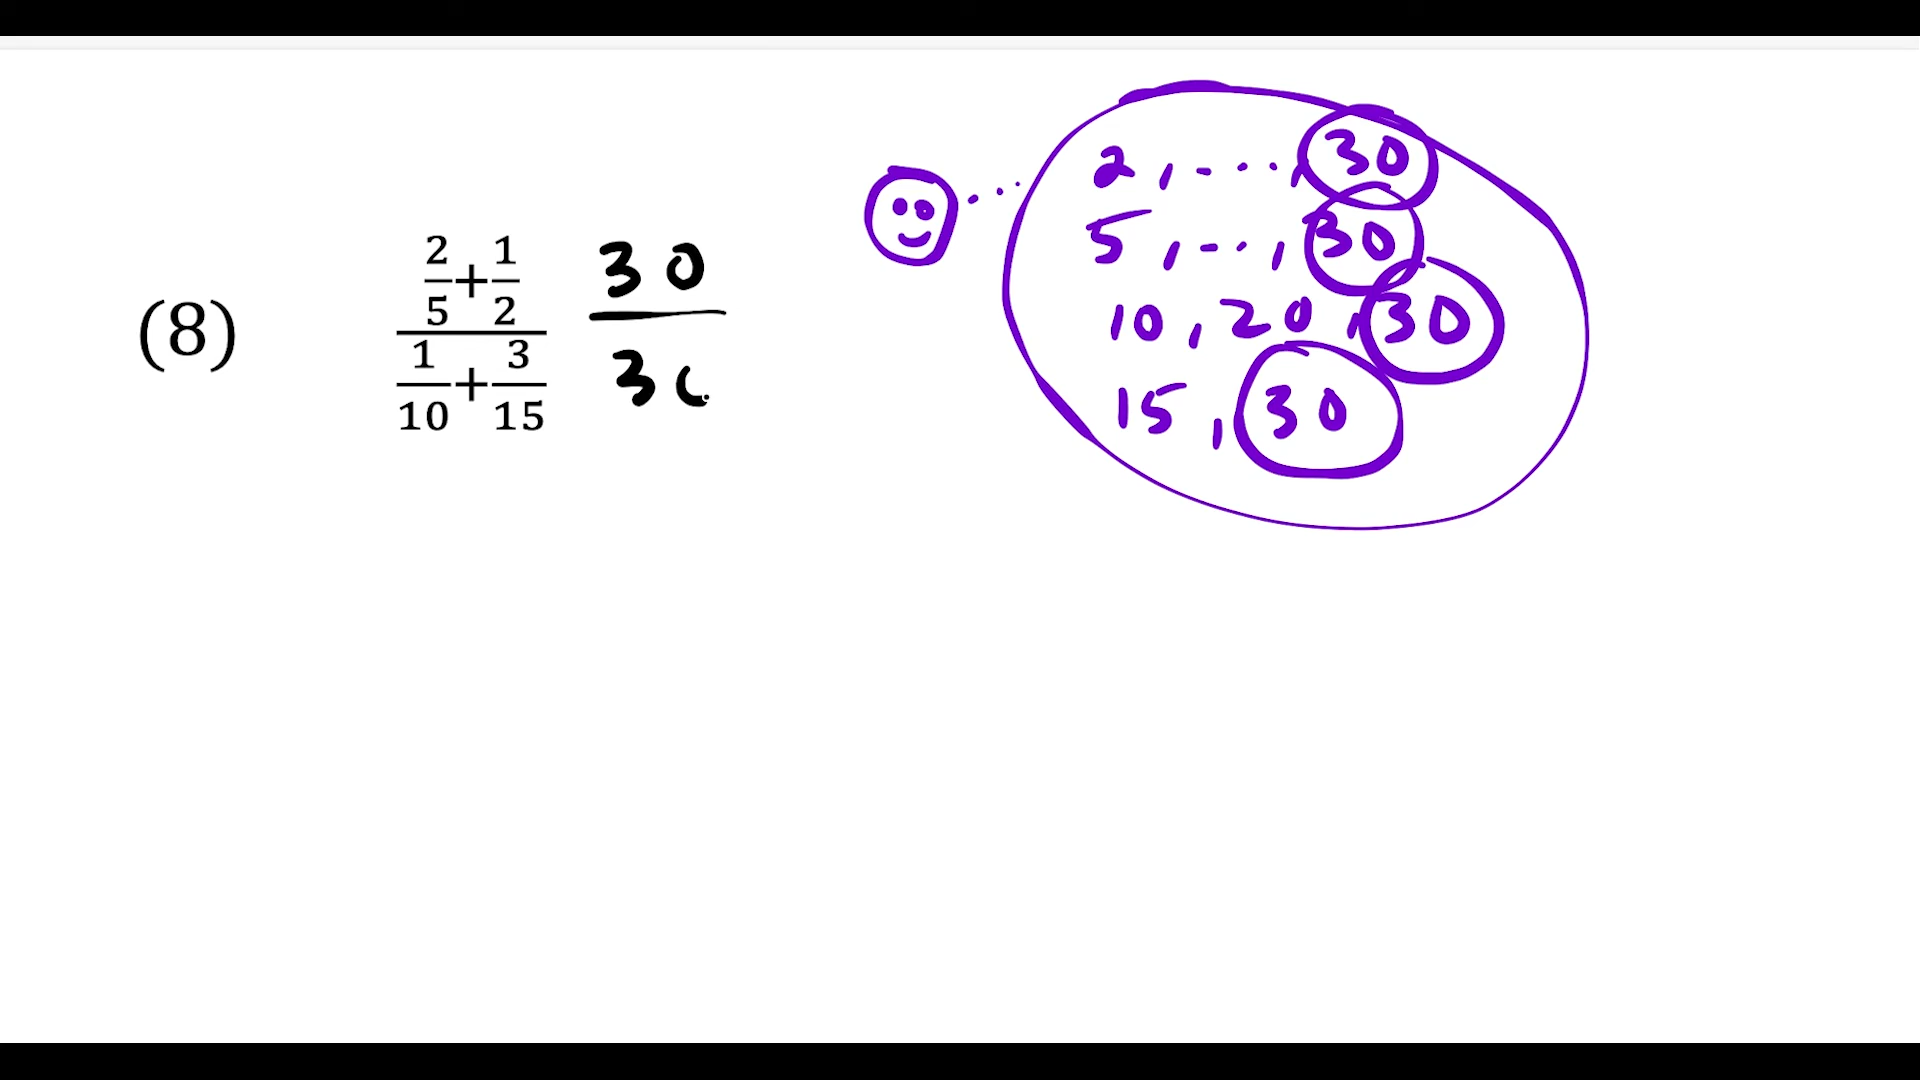 (8)
2/5 + 1/2
1/10 + 3/15
30
30
2, - . . ., 30
5, - . . , 30
10, 20, 30
15, 30